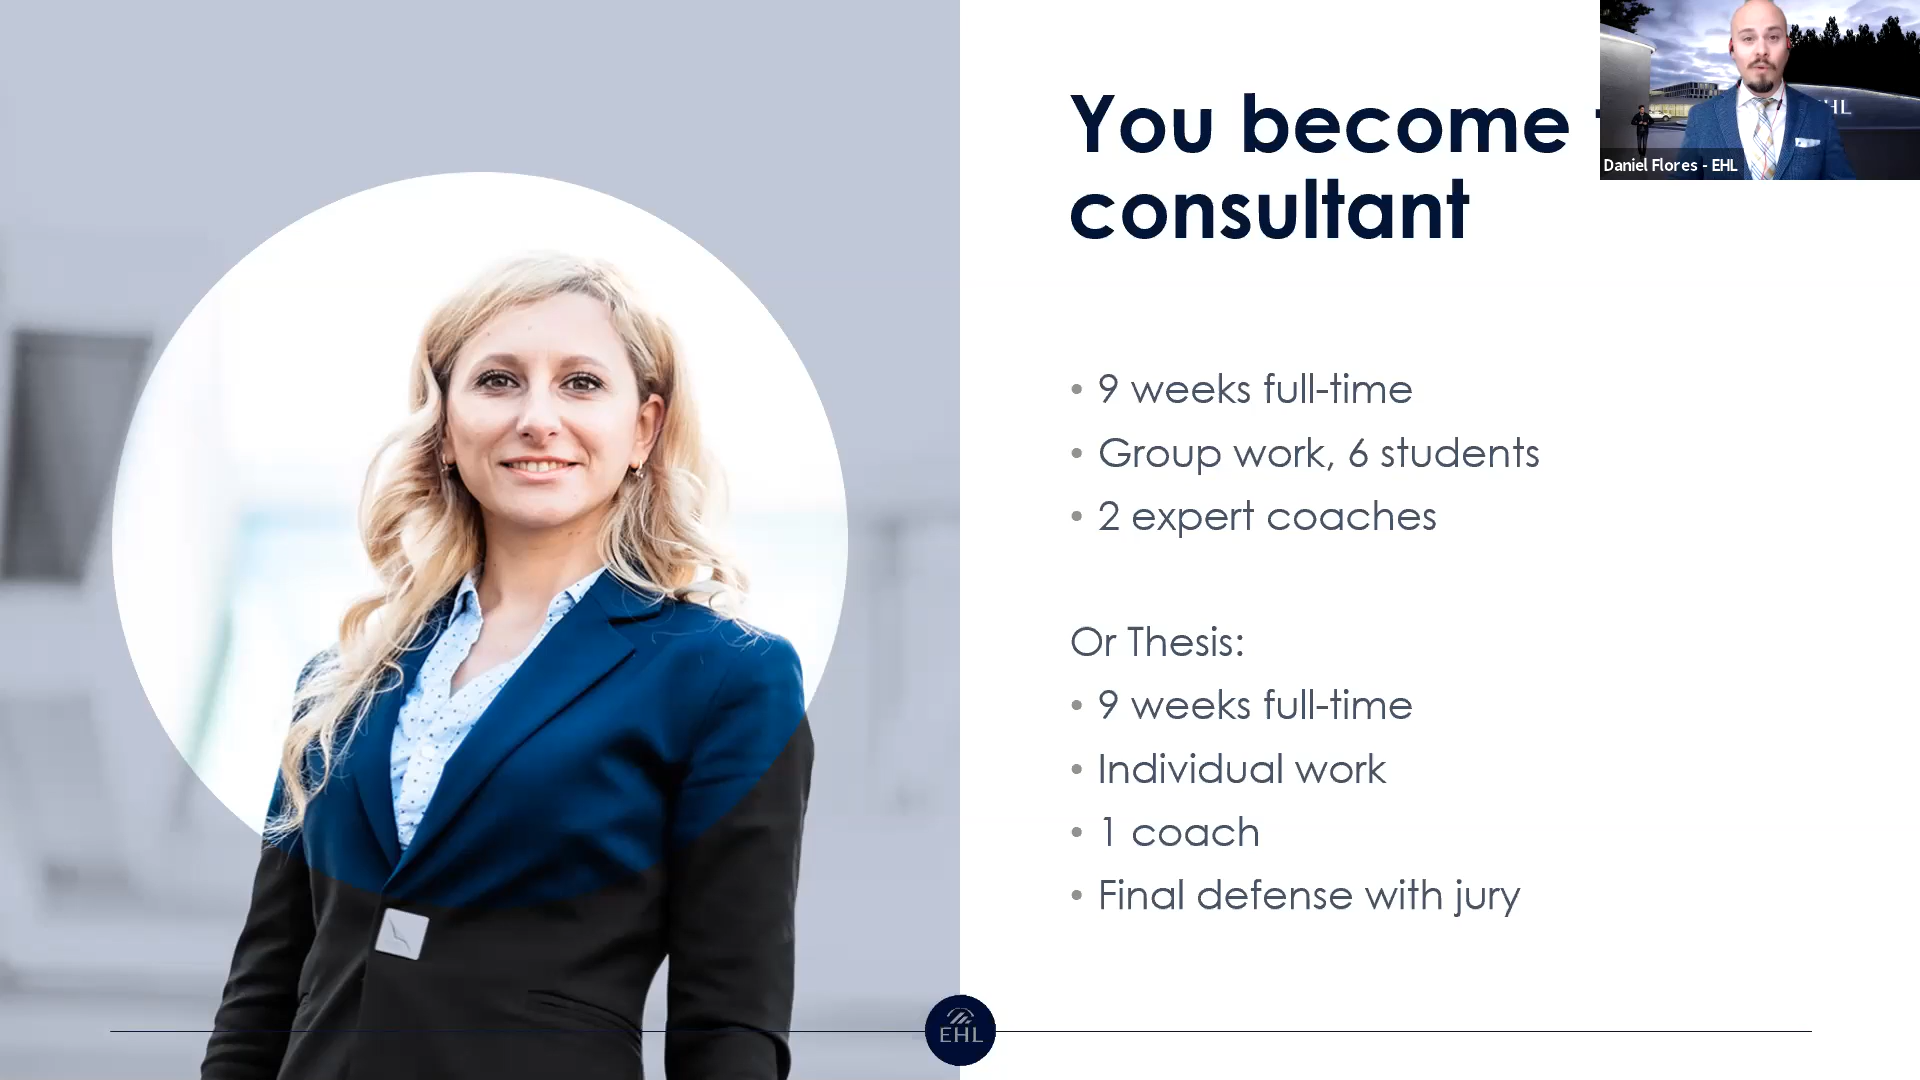 You become
consultant
HL
Daniel Flores - EHL
• 9 weeks full-time
• Group work, 6 students
• 2 expert coaches
Or Thesis:
• 9 weeks full-time
• Individual work
• 1 coach
• Final defense with jury
EHL